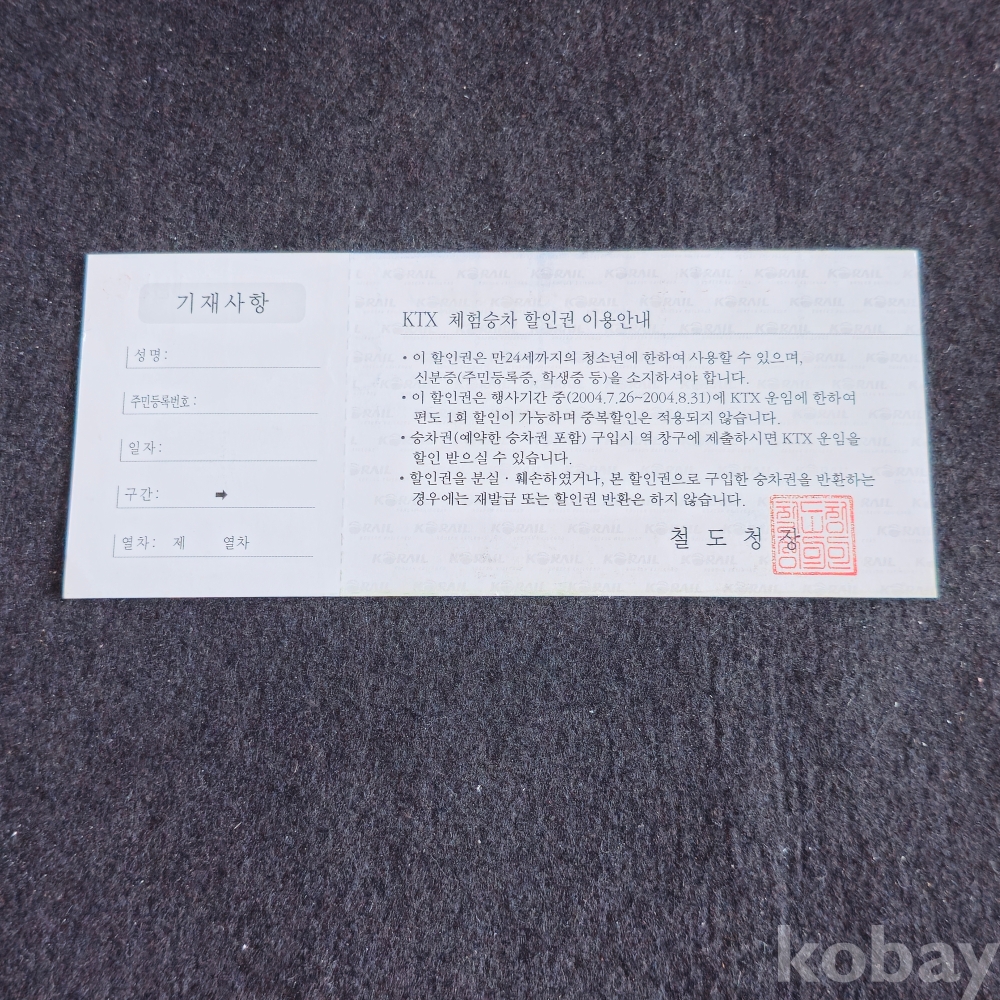 기재사항
성명:
주민등록번호:
일자:
구간: ➡
열차: 제 열차
KTX 체험승차 할인권 이용안내
• 이 할인권은 만24세까지의 청소년에 한하여 사용할 수 있으며,
신분증(주민등록증, 학생증 등)을 소지하셔야 합니다.
• 이 할인권은 행사기간 중(2004.7.26~2004.8.31)에 KTX 운임에 한하여
편도 1회 할인이 가능하며 중복할인은 적용되지 않습니다.
• 승차권(예약한 승차권 포함) 구입시 역 창구에 제출하시면 KTX 운임을
할인 받으실 수 있습니다.
• 할인권을 분실 · 훼손하였거나, 본 할인권으로 구입한 승차권을 반환하는
경우에는 재발급 또는 할인권 반환은 하지 않습니다.
철도청장
KORAIL
kobay